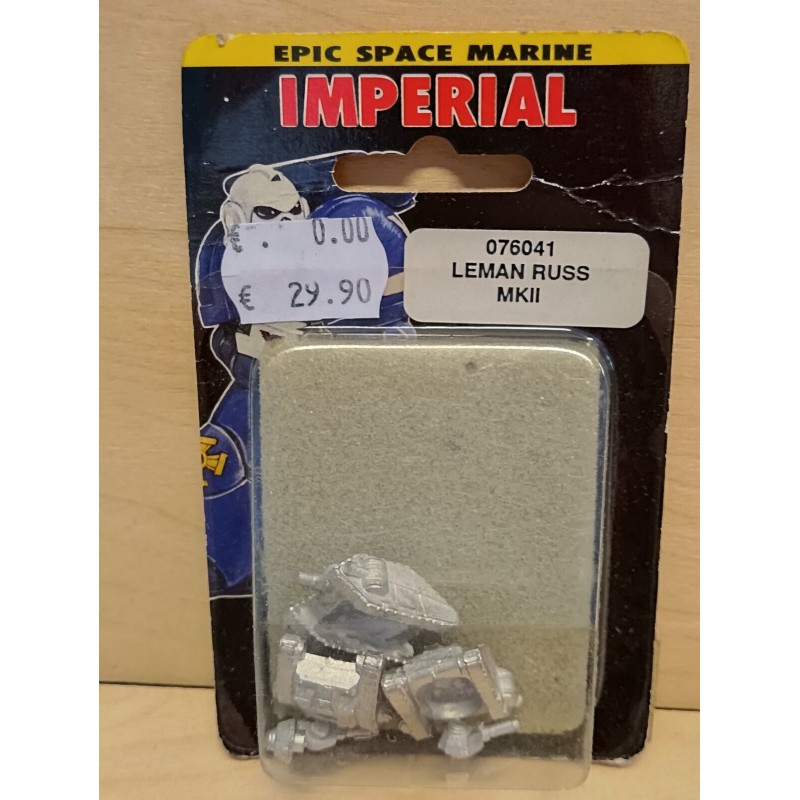 EPIC SPACE MARINE
IMPERIAL
€. 0.00
€ 29.90
076041
LEMAN RUSS
MKII